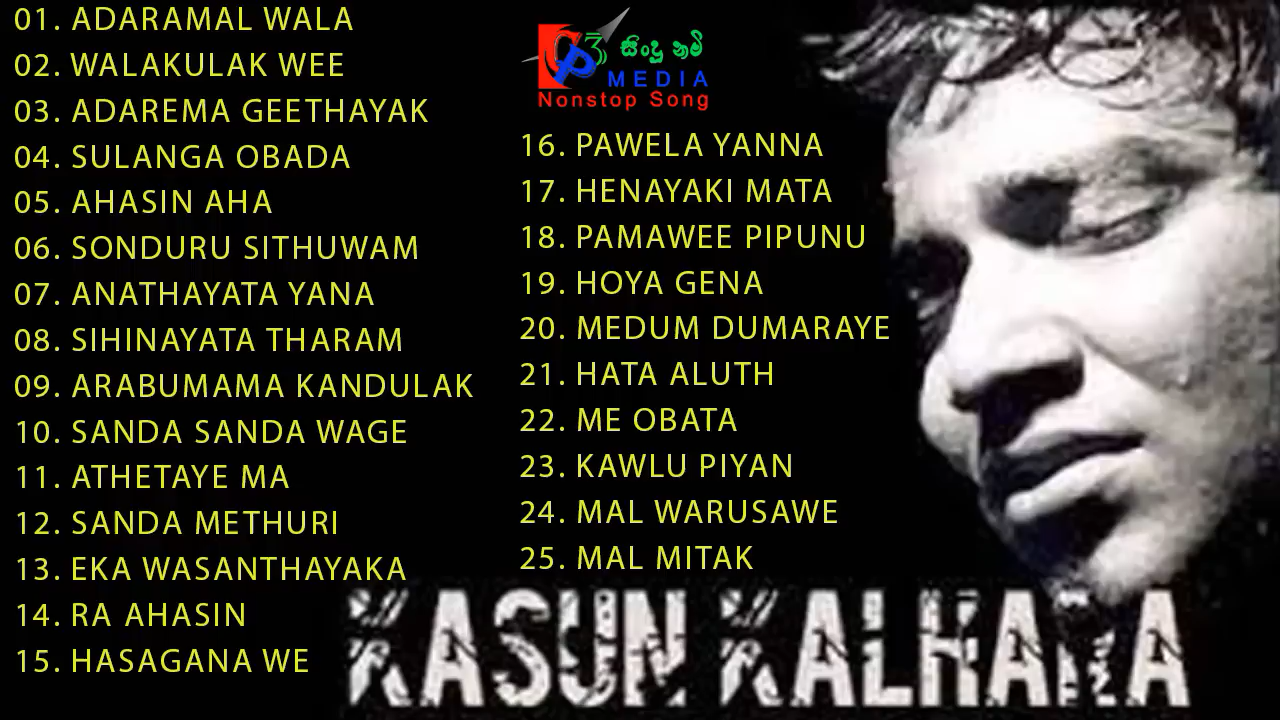 01. ADARAMAL WALA
02. WALAKULAK WEE
03. ADAREMA GEETHAYAK
04. SULANGA OBADA
05. AHASIN AHA
06. SONDURU SITHUWAM
07. ANATHAYATA YANA
08. SIHINAYATA THARAM
09. ARABUMAMA KANDULAK
10. SANDA SANDA WAGE
11. ATHETAYE MA
12. SANDA METHURI
13. EKA WASANTHAYAKA
14. RA AHASIN
15. HASAGANA WE
සිංදු නමි
MEDIA
Nonstop Song
16. PAWELA YANNA
17. HENAYAKI MATA
18. PAMAWEE PIPUNU
19. HOYA GENA
20. MEDUM DUMARAYE
21. HATA ALUTH
22. ME OBATA
23. KAWLU PIYAN
24. MAL WARUSAWE
25. MAL MITAK
KASUN KALHANA